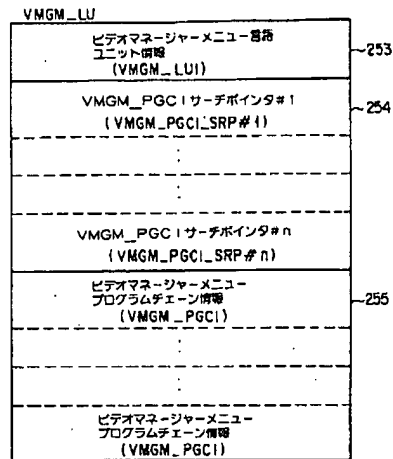 VMGM_LU
ビデオマネージャーメニュー言語
ユニット情報
(VMGM_LUI)
253
VMGM_PGCIサーチポインタ#1
(VMGM_PGCI_SRP#1)
254
VMGM_PGCIサーチポインタ#n
(VMGM_PGCI_SRP#n)
ビデオマネージャーメニュー
プログラムチェーン情報
(VMGM_PGCI)
255
ビデオマネージャーメニュー
プログラムチェーン情報
(VMGM_PGCI)